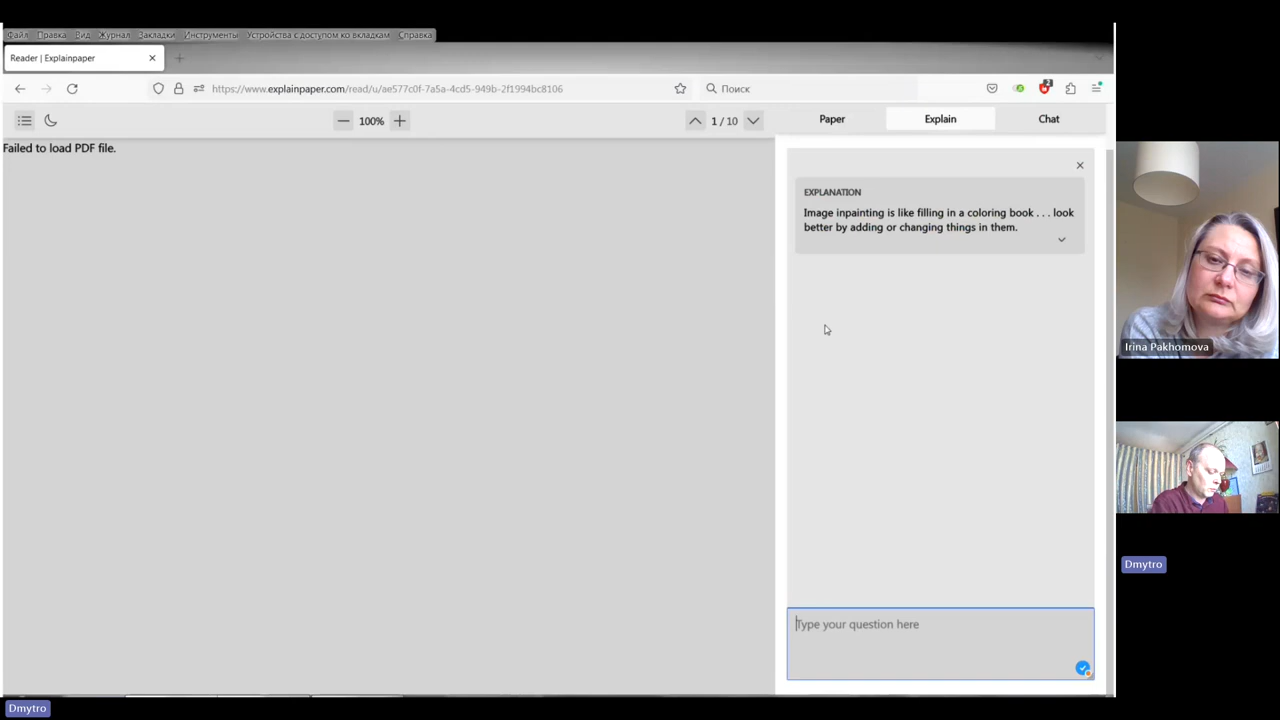 Файл Правка Вид Журнал Закладки Инструменты Устройства с доступом ко вкладкам Справка
Reader | Explainpaper
https://www.explainpaper.com/read/u/ae577c0f-7a5a-4cd5-949b-2f1994bc8106
Поиск
2
100%
1 / 10
Paper Explain Chat
Failed to load PDF file.
EXPLANATION
Image inpainting is like filling in a coloring book . . . look
better by adding or changing things in them.
Irina Pakhomova
Dmytro
Type your question here
Dmytro